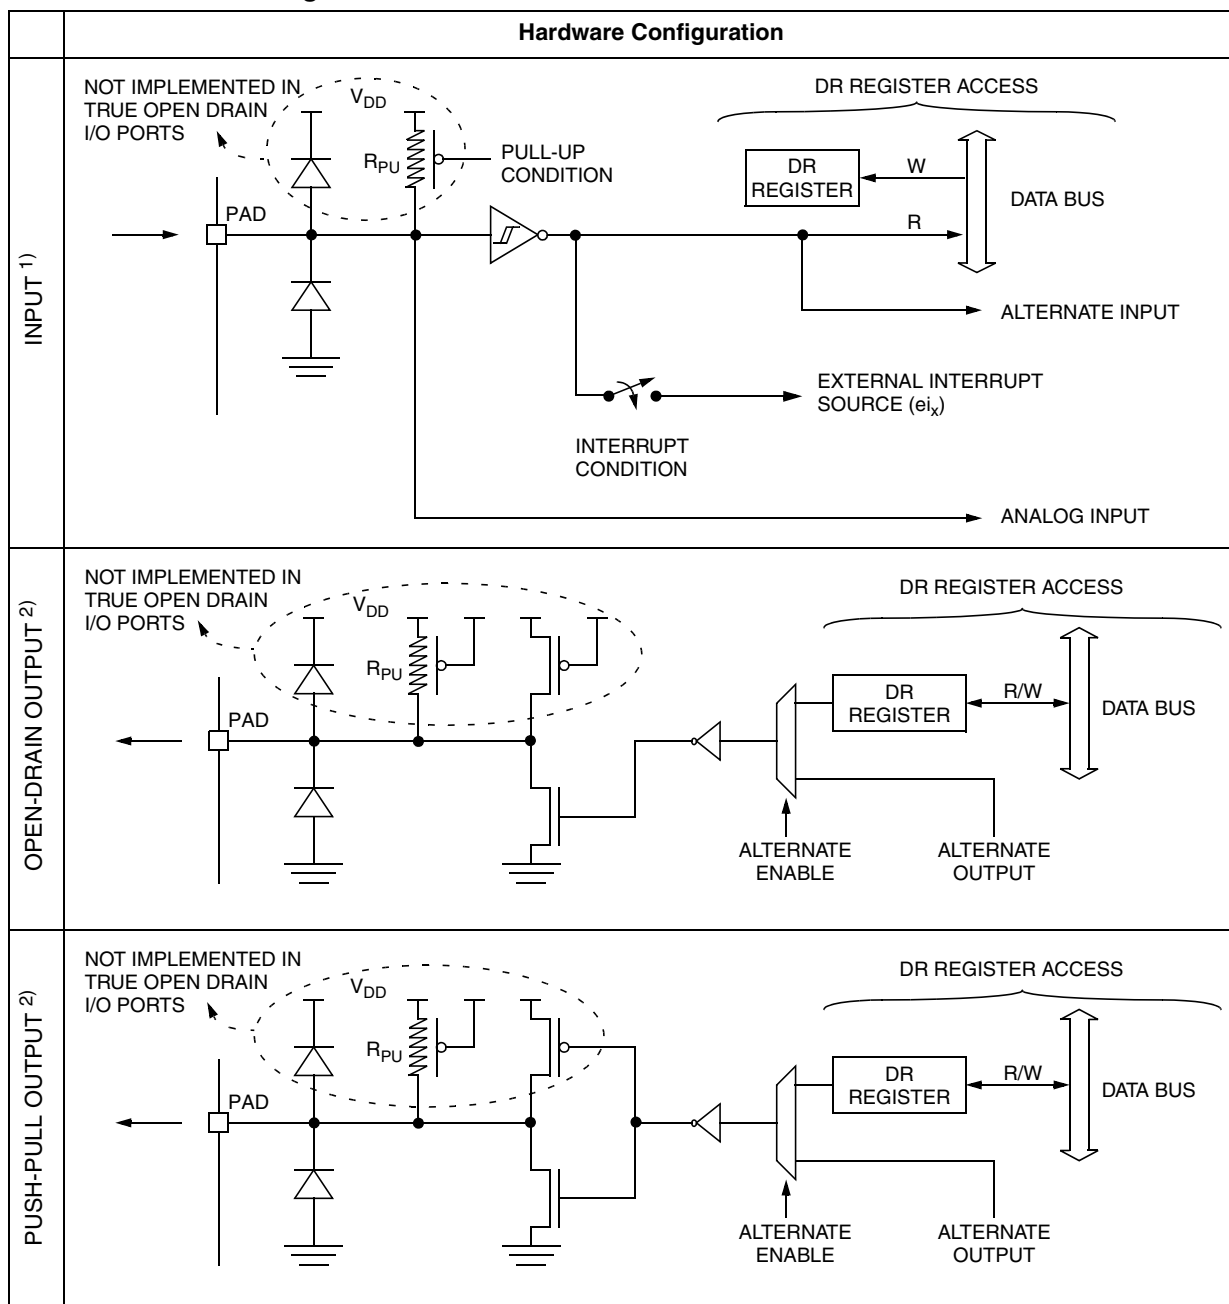 Hardware Configuration
INPUT 1)
NOT IMPLEMENTED IN
TRUE OPEN DRAIN
I/O PORTS
VDD
RPU
PULL-UP
CONDITION
PAD
DR REGISTER ACCESS
DR
REGISTER
W
R
DATA BUS
ALTERNATE INPUT
EXTERNAL INTERRUPT
SOURCE (eix)
INTERRUPT
CONDITION
ANALOG INPUT
OPEN-DRAIN OUTPUT 2)
NOT IMPLEMENTED IN
TRUE OPEN DRAIN
I/O PORTS
VDD
RPU
PAD
DR REGISTER ACCESS
DR
REGISTER
R/W
DATA BUS
ALTERNATE
ENABLE
ALTERNATE
OUTPUT
PUSH-PULL OUTPUT 2)
NOT IMPLEMENTED IN
TRUE OPEN DRAIN
I/O PORTS
VDD
RPU
PAD
DR REGISTER ACCESS
DR
REGISTER
R/W
DATA BUS
ALTERNATE
ENABLE
ALTERNATE
OUTPUT